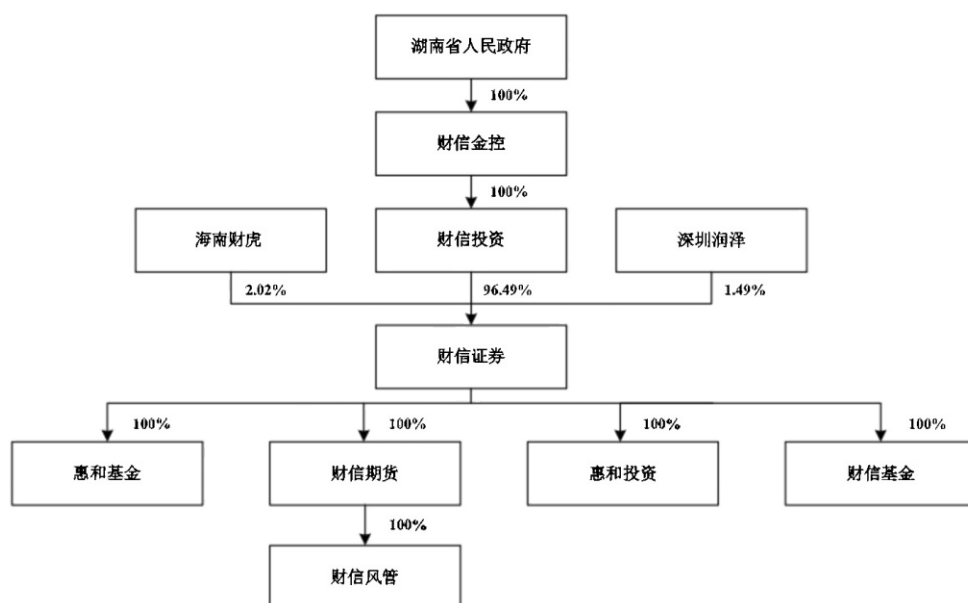 湖南省人民政府
100%
财信金控
100%
海南财虎
财信投资
深圳润泽
2.02%
96.49%
1.49%
财信证券
100%
100%
100%
100%
惠和基金
财信期货
惠和投资
财信基金
100%
财信风管